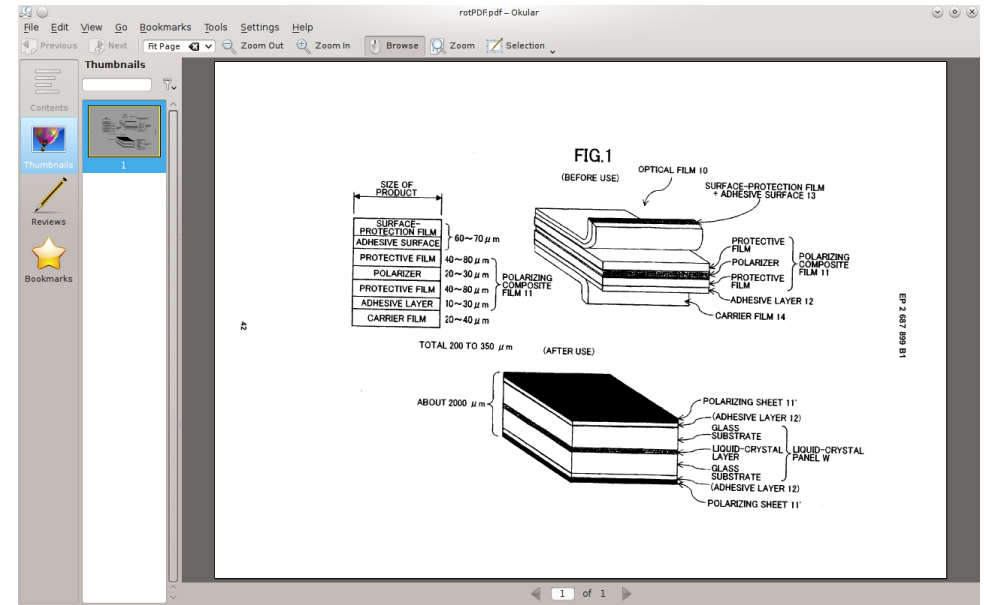 rotPDF.pdf – Okular
File Edit View Go Bookmarks Tools Settings Help
Previous Next Fit Page Zoom Out Zoom In Browse Zoom Selection
Thumbnails
Contents
Thumbnails
Reviews
Bookmarks
1
FIG.1
(BEFORE USE)
OPTICAL FILM 10
SURFACE-PROTECTION FILM
+ ADHESIVE SURFACE 13
SIZE OF
PRODUCT
SURFACE-
PROTECTION FILM
ADHESIVE SURFACE
60~70 μm
PROTECTIVE FILM 40~80 μm
POLARIZER 20~30 μm
PROTECTIVE FILM 40~80 μm
ADHESIVE LAYER 10~30 μm
CARRIER FILM 20~40 μm
POLARIZING
COMPOSITE
FILM 11
TOTAL 200 TO 350 μm
PROTECTIVE
FILM
POLARIZER
PROTECTIVE
FILM
POLARIZING
COMPOSITE
FILM 11
ADHESIVE LAYER 12
CARRIER FILM 14
42
EP 2 687 899 B1
(AFTER USE)
ABOUT 2000 μm
POLARIZING SHEET 11'
(ADHESIVE LAYER 12)
GLASS
SUBSTRATE
LIQUID-CRYSTAL
LAYER
GLASS
SUBSTRATE
LIQUID-CRYSTAL
PANEL W
(ADHESIVE LAYER 12)
POLARIZING SHEET 11'
1 of 1